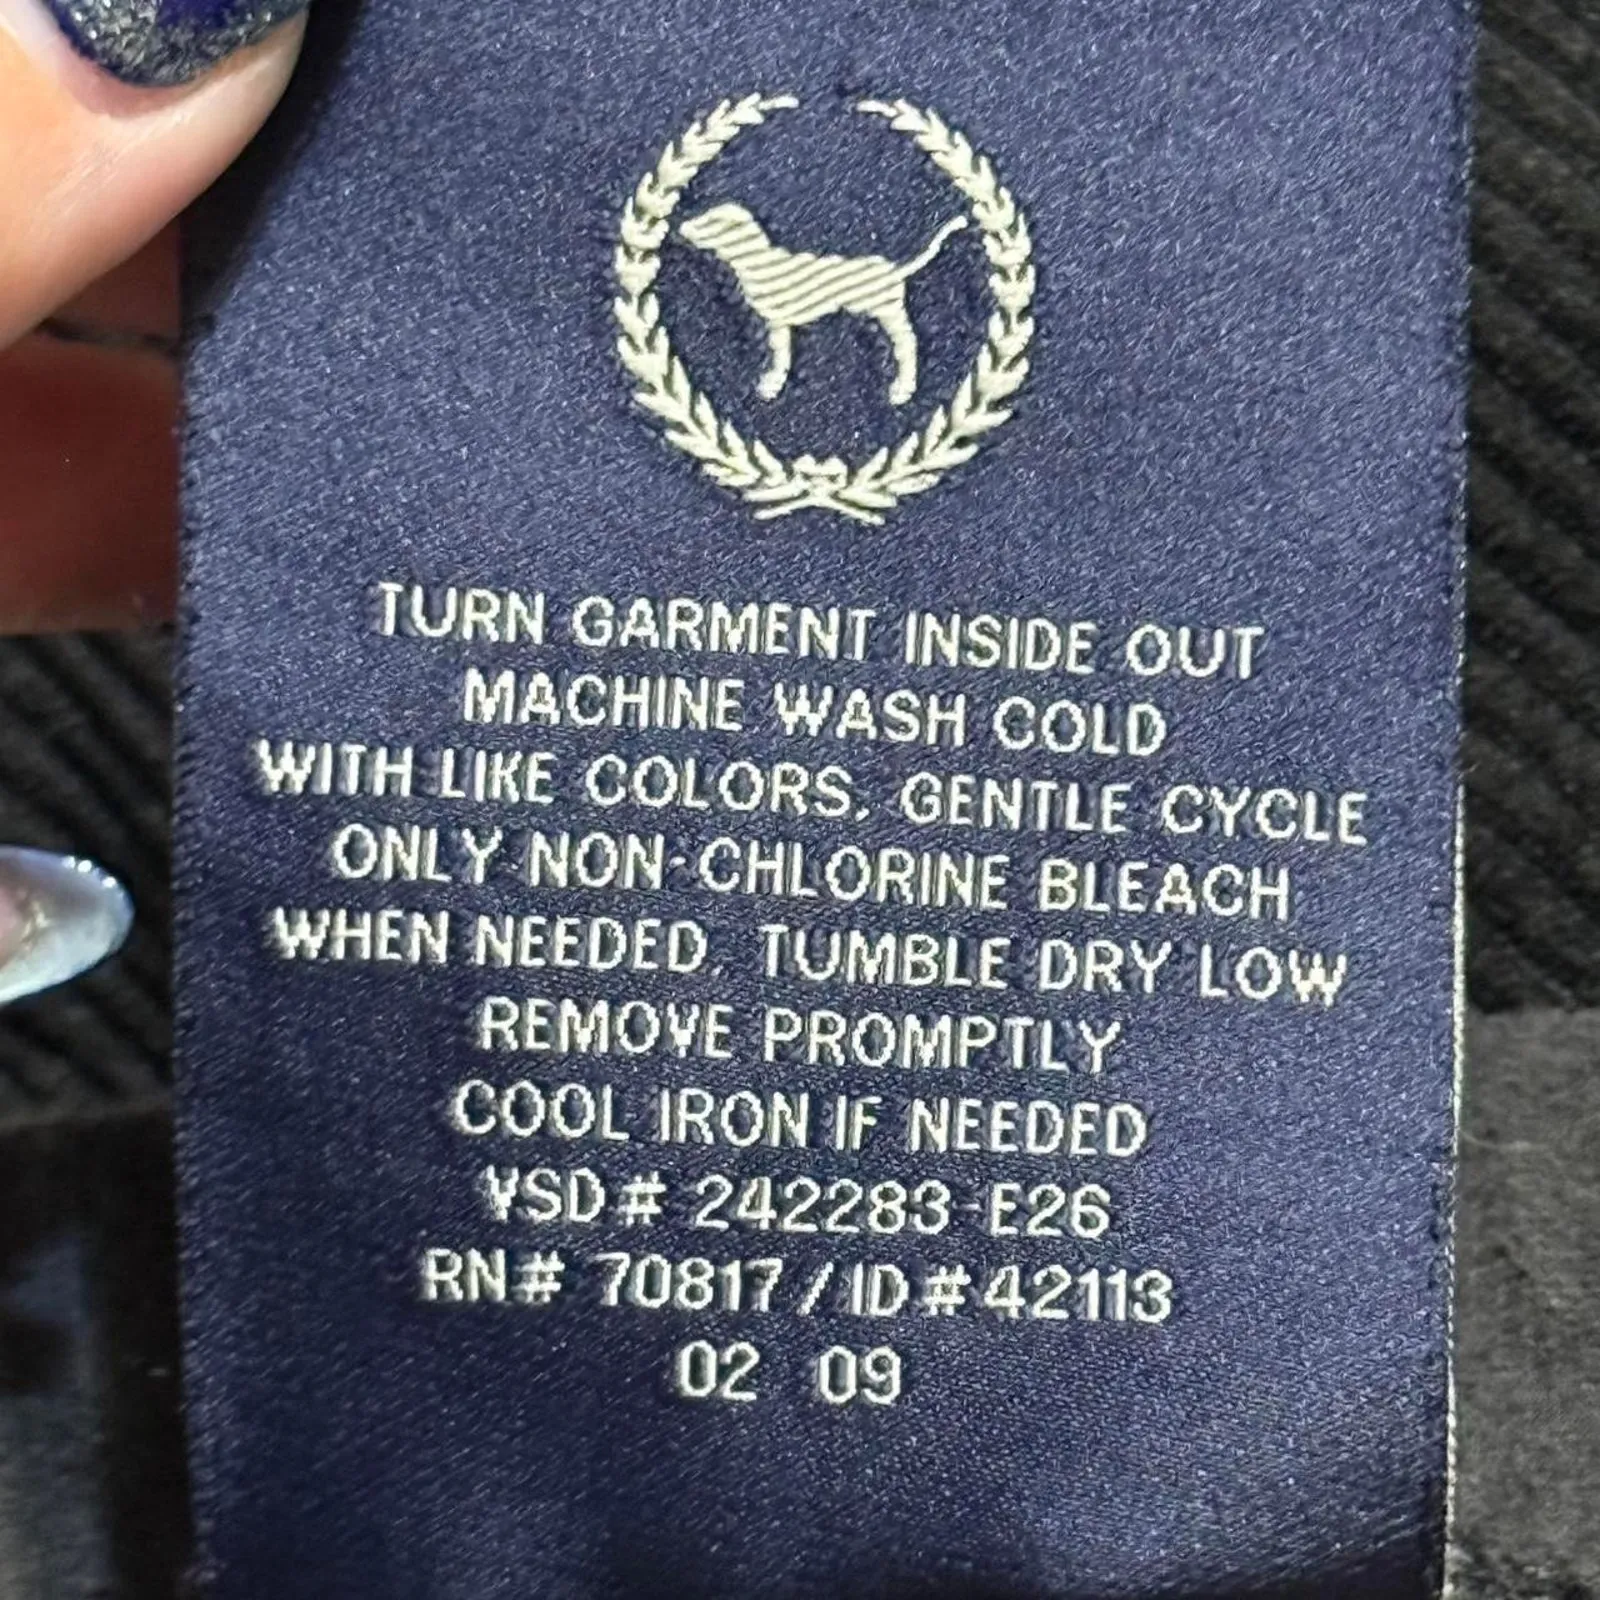 TURN GARMENT INSIDE OUT
MACHINE WASH COLD
WITH LIKE COLORS, GENTLE CYCLE
ONLY NON-CHLORINE BLEACH
WHEN NEEDED, TUMBLE DRY LOW
REMOVE PROMPTLY
COOL IRON IF NEEDED
VSD# 242283-E26
RN# 70817 / ID# 42113
02 09